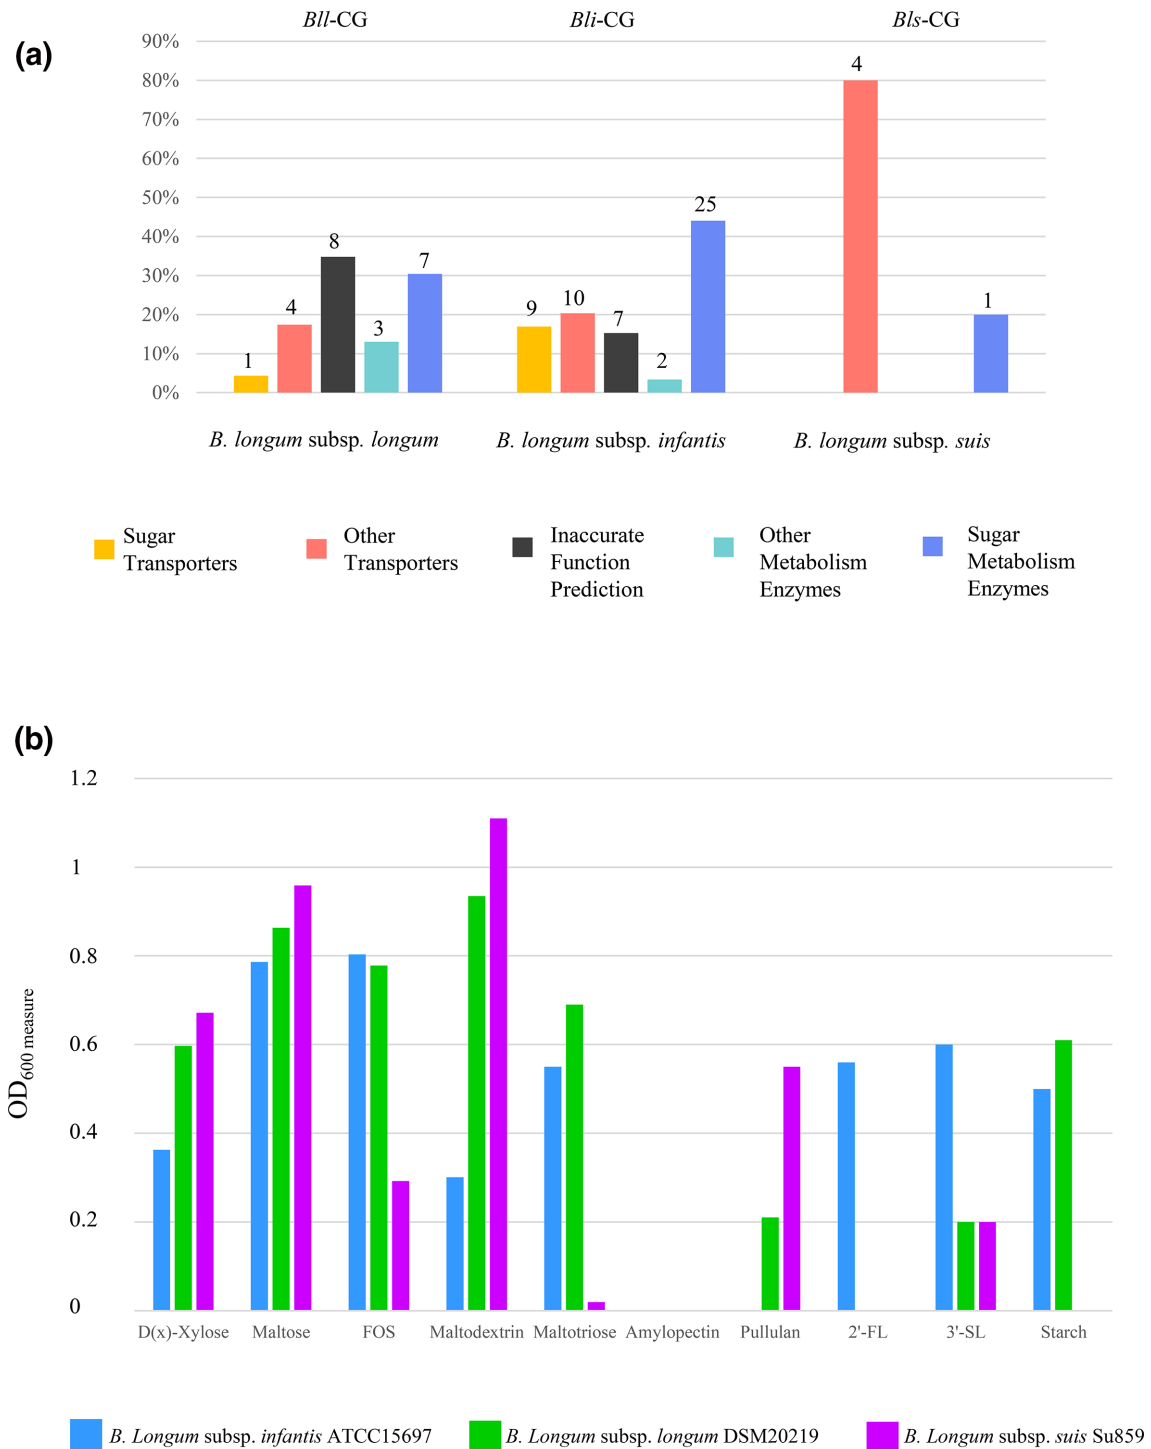 (a)
Bll-CG
Bli-CG
Bls-CG
90%
80%
70%
60%
50%
40%
30%
20%
10%
0%
1
4
8
3
7
9
10
7
2
25
4
1
B. longum subsp. longum
B. longum subsp. infantis
B. longum subsp. suis
Sugar
Transporters
Other
Transporters
Inaccurate
Function
Prediction
Other
Metabolism
Enzymes
Sugar
Metabolism
Enzymes
(b)
1.2
1
0.8
0.6
0.4
0.2
0
OD600 measure
D(x)-Xylose
Maltose
FOS
Maltodextrin
Maltotriose
Amylopectin
Pullulan
2'-FL
3'-SL
Starch
B. Longum subsp. infantis ATCC15697
B. Longum subsp. longum DSM20219
B. Longum subsp. suis Su859